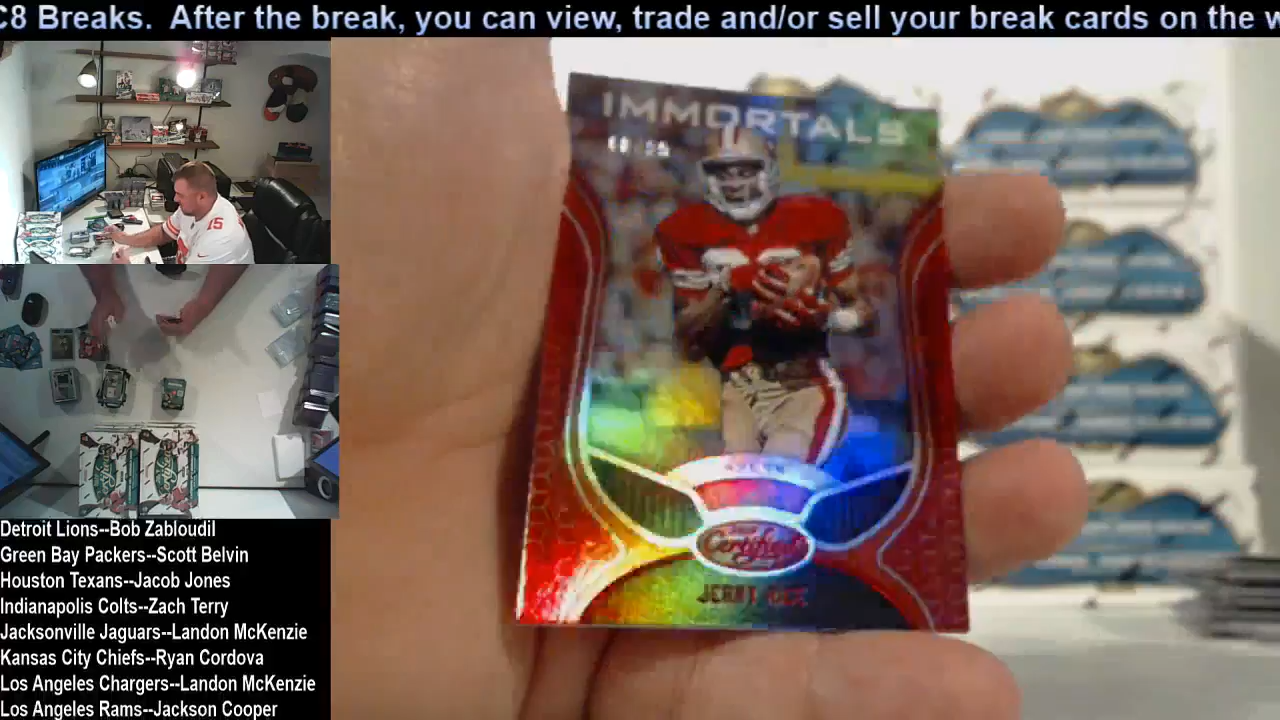 C8 Breaks.  After the break, you can view, trade and/or sell your break cards on the w
IMMORTALS
Certified
JERRY RICE
15
Detroit Lions--Bob Zabloudil
Green Bay Packers--Scott Belvin
Houston Texans--Jacob Jones
Indianapolis Colts--Zach Terry
Jacksonville Jaguars--Landon McKenzie
Kansas City Chiefs--Ryan Cordova
Los Angeles Chargers--Landon McKenzie
Los Angeles Rams--Jackson Cooper